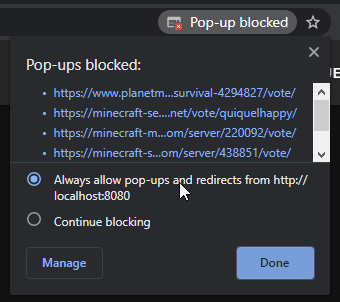 Pop-up blocked
Pop-ups blocked:
https://www.planetm...survival-4294827/vote/
https://minecraft-se....net/vote/quiquelhappy/
https://minecraft-m...om/server/220092/vote/
https://minecraft-s...om/server/438851/vote/
Always allow pop-ups and redirects from http://
localhost:8080
Continue blocking
Manage
Done